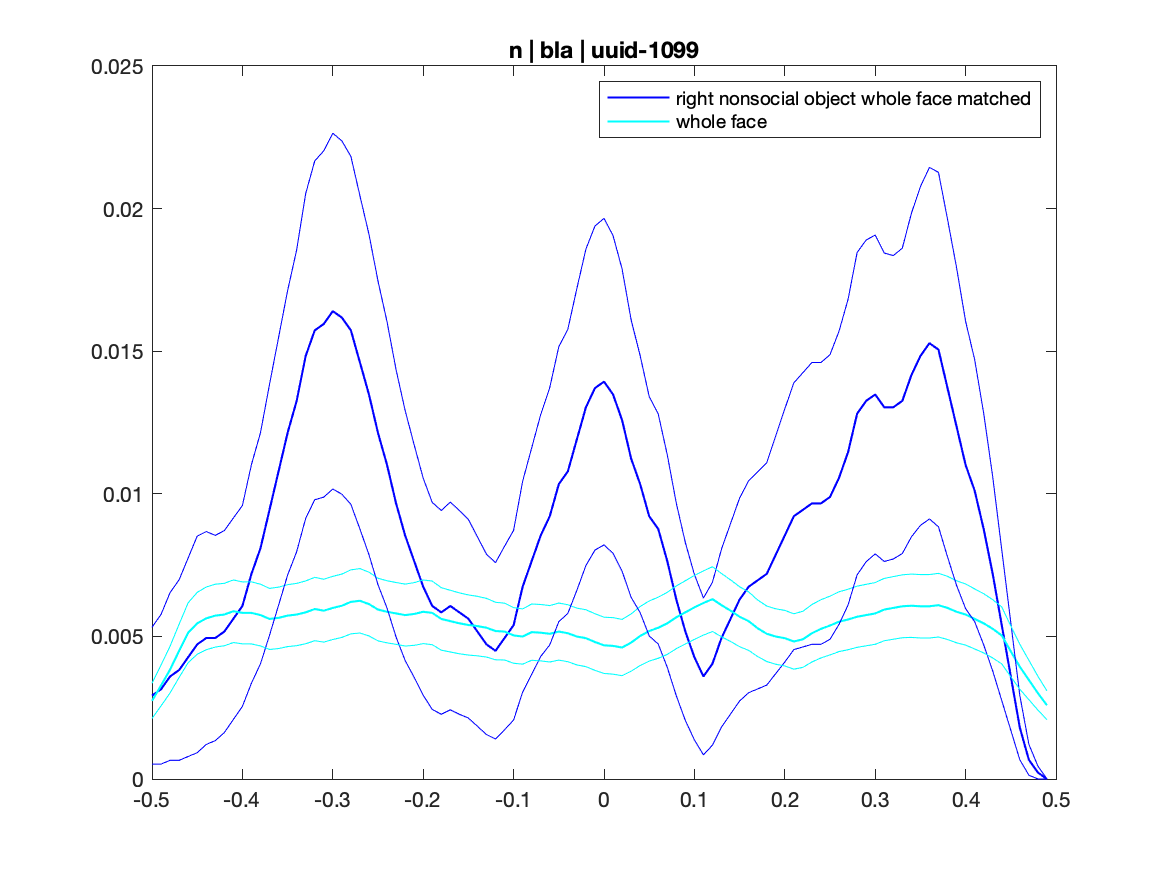 n | bla | uuid-1099
right nonsocial object whole face matched
whole face
0.025
0.02
0.015
0.01
0.005
0
-0.5 -0.4 -0.3 -0.2 -0.1 0 0.1 0.2 0.3 0.4 0.5